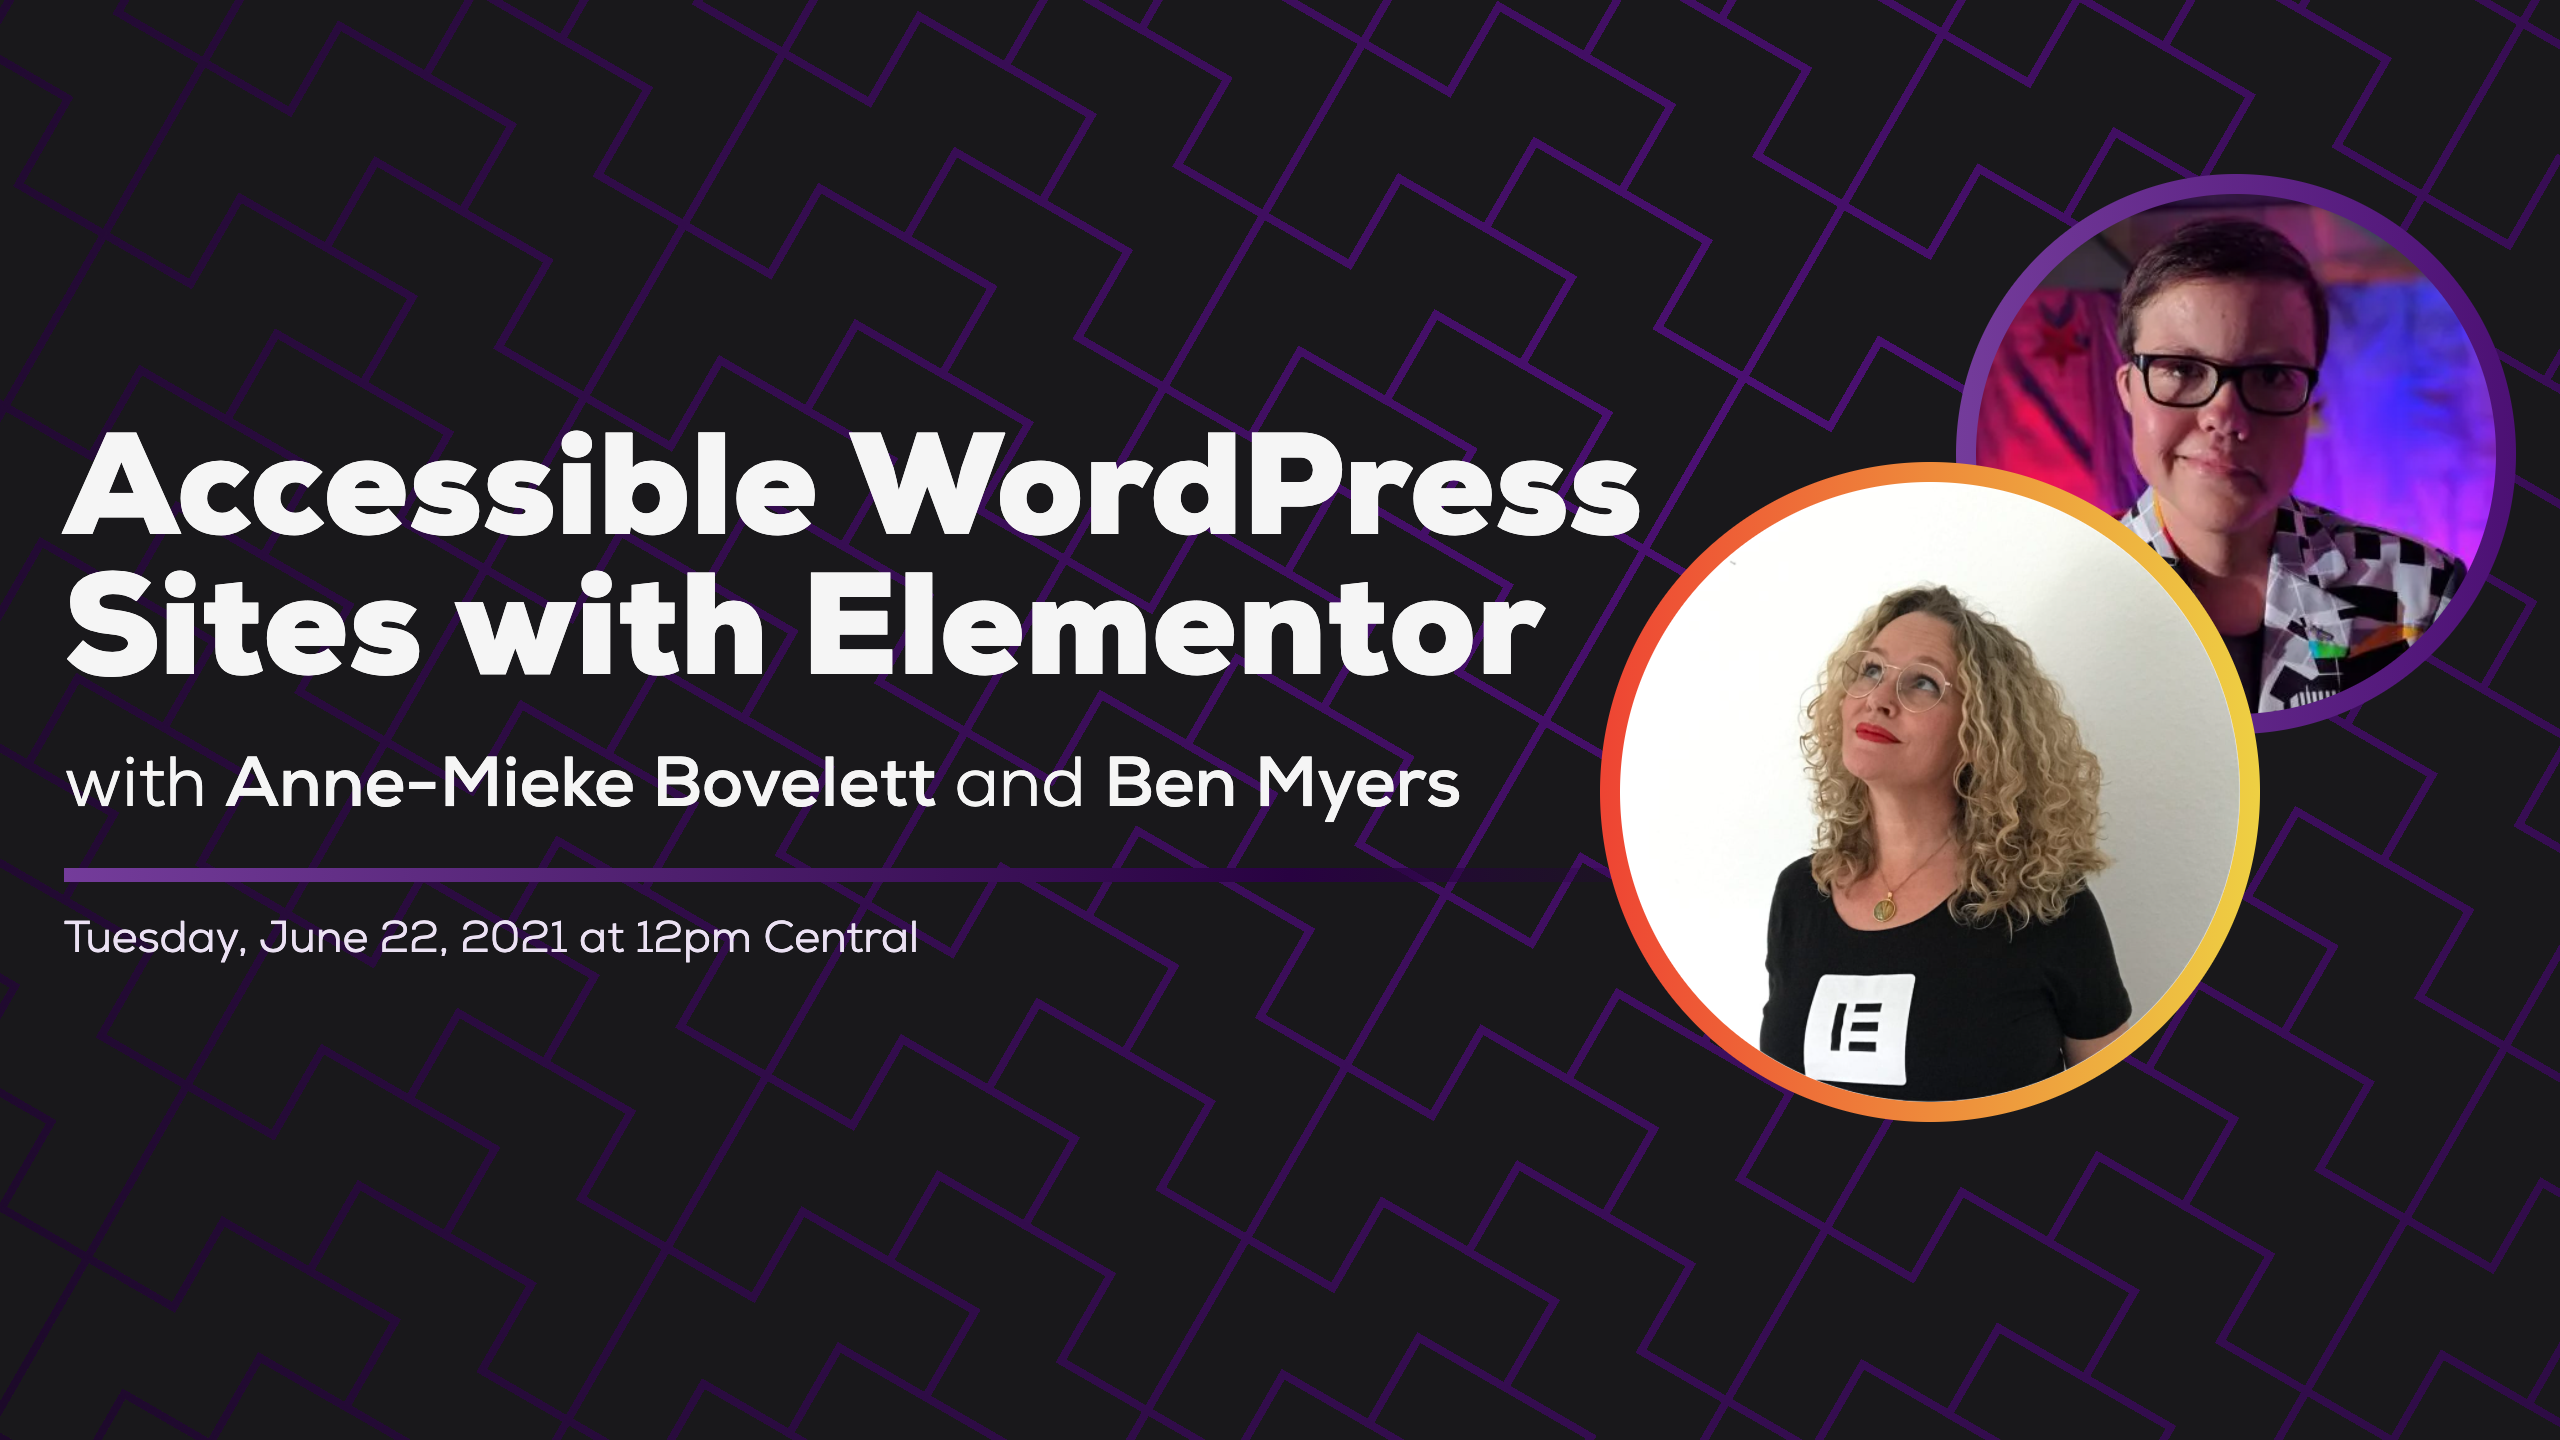 Accessible WordPress
Sites with Elementor
with Anne-Mieke Bovelett and Ben Myers
Tuesday, June 22, 2021 at 12pm Central